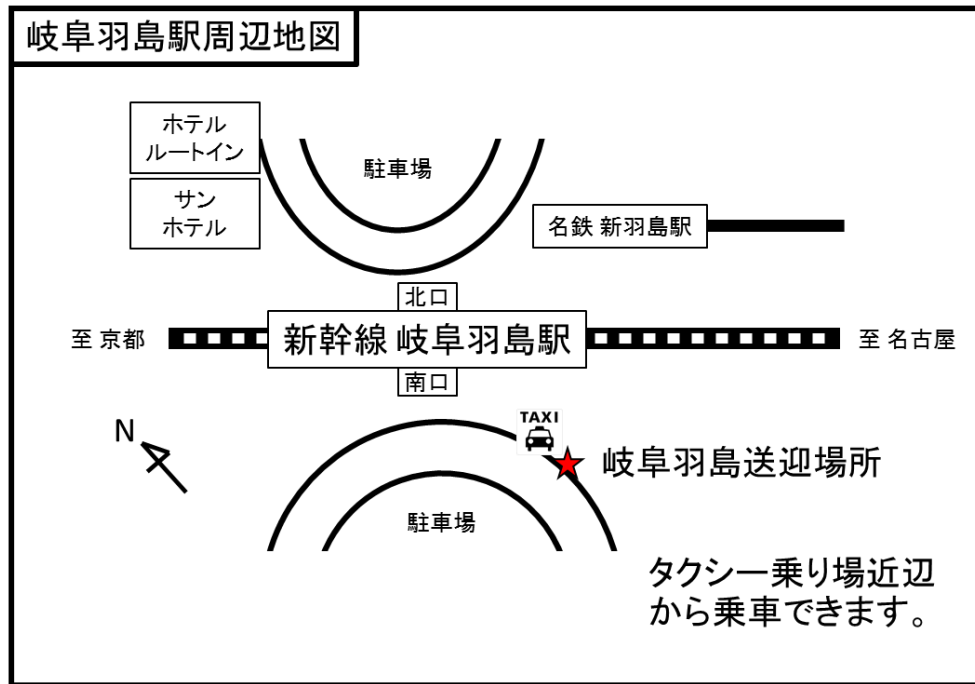 岐阜羽島駅周辺地図
ホテル
ルートイン
駐車場
サン
ホテル
名鉄 新羽島駅
北口
至 京都
新幹線 岐阜羽島駅
至 名古屋
南口
TAXI
N
岐阜羽島送迎場所
駐車場
タクシー乗り場近辺
から乗車できます。